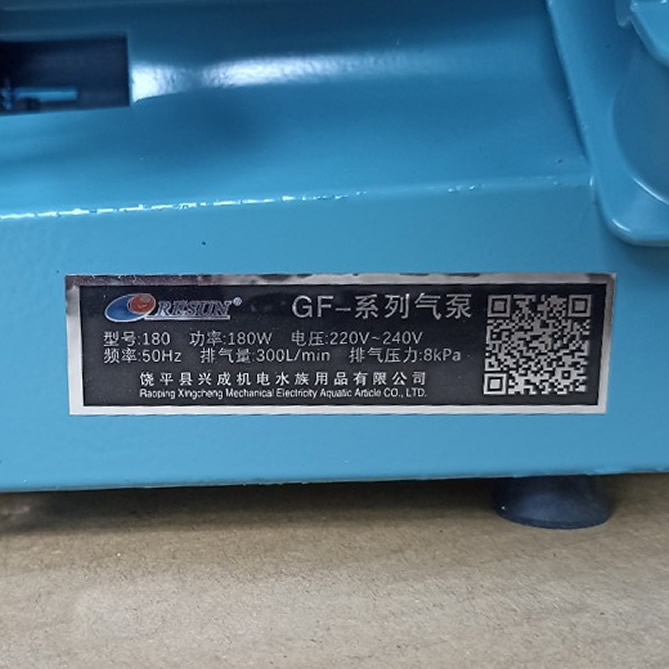 RESUN®
GF-系列气泵
型号:180 功率:180W 电压:220V~240V
频率:50Hz 排气量:300L/min 排气压力:8kPa
饶平县兴成机电水族用品有限公司
Raoping Xingcheng Mechanical Electricity Aquatic Article CO., LTD.